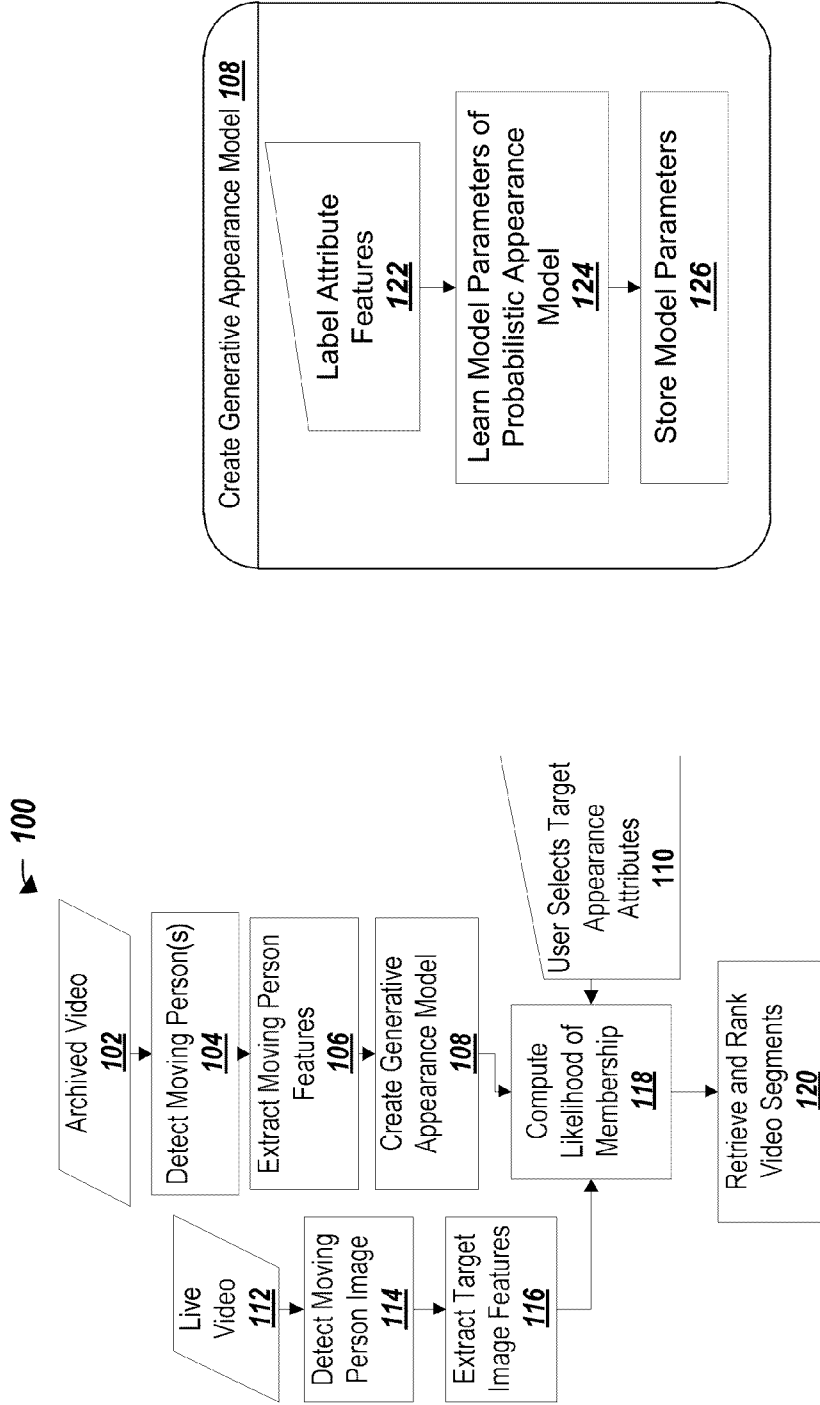 100
Archived Video
102
Detect Moving Person(s)
104
Extract Moving Person
Features
106
Create Generative
Appearance Model
108
Live
Video
112
Detect Moving
Person Image
114
Extract Target
Image Features
116
User Selects Target
Appearance
Attributes
110
Compute
Likelihood of
Membership
118
Retrieve and Rank
Video Segments
120
Create Generative Appearance Model 108
Label Attribute
Features
122
Learn Model Parameters of
Probabilistic Appearance
Model
124
Store Model Parameters
126